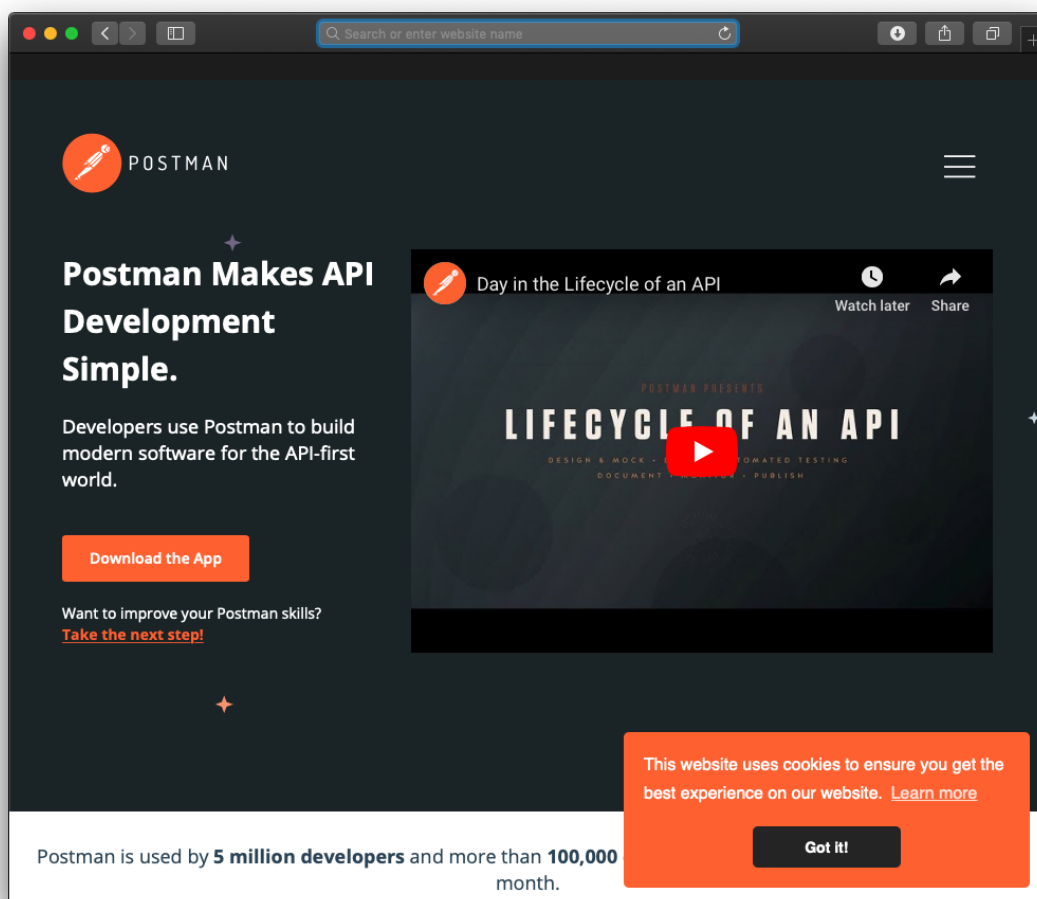 Search or enter website name
POSTMAN
Postman Makes API
Development
Simple.
Developers use Postman to build
modern software for the API-first
world.
Download the App
Want to improve your Postman skills?
Take the next step!
Day in the Lifecycle of an API
Watch later
Share
POSTMAN PRESENTS
LIFECYCLE OF AN API
DESIGN & MOCK • TESTING
DOCUMENT • • PUBLISH
This website uses cookies to ensure you get the
best experience on our website. Learn more
Got it!
Postman is used by 5 million developers and more than 100,000
month.